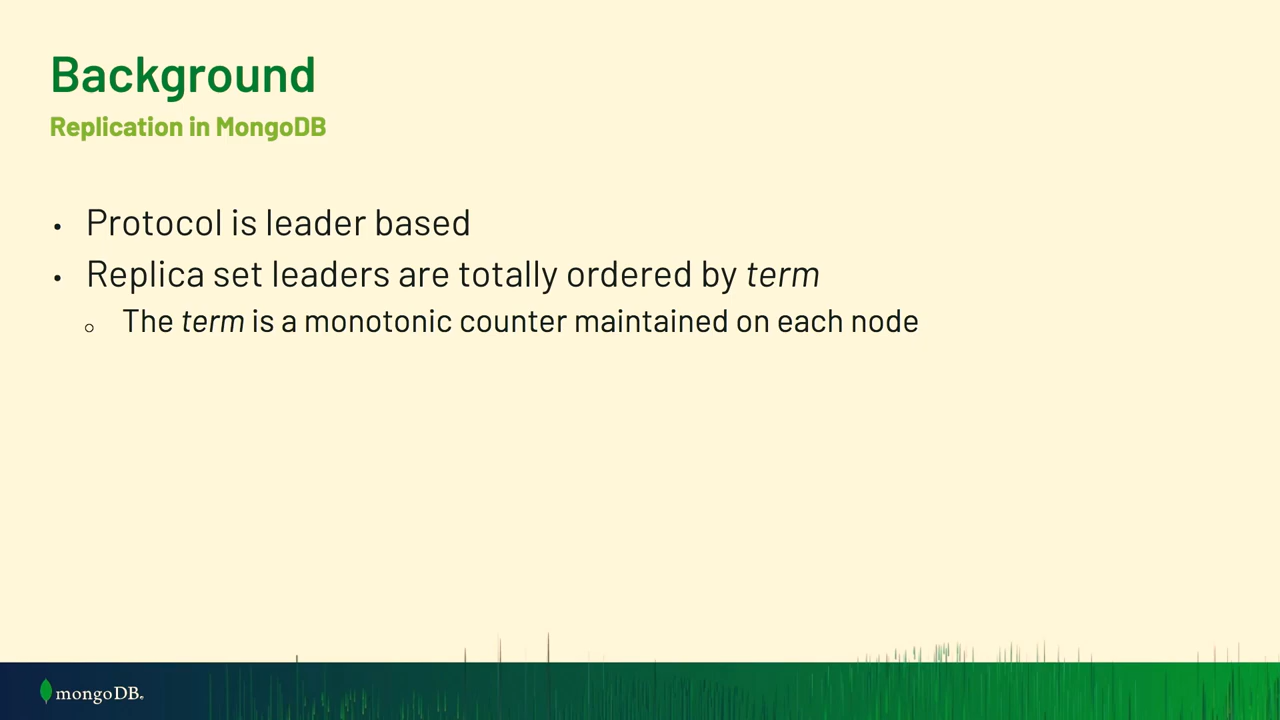 Background
Replication in MongoDB
• Protocol is leader based
• Replica set leaders are totally ordered by term
○ The term is a monotonic counter maintained on each node
mongoDB®